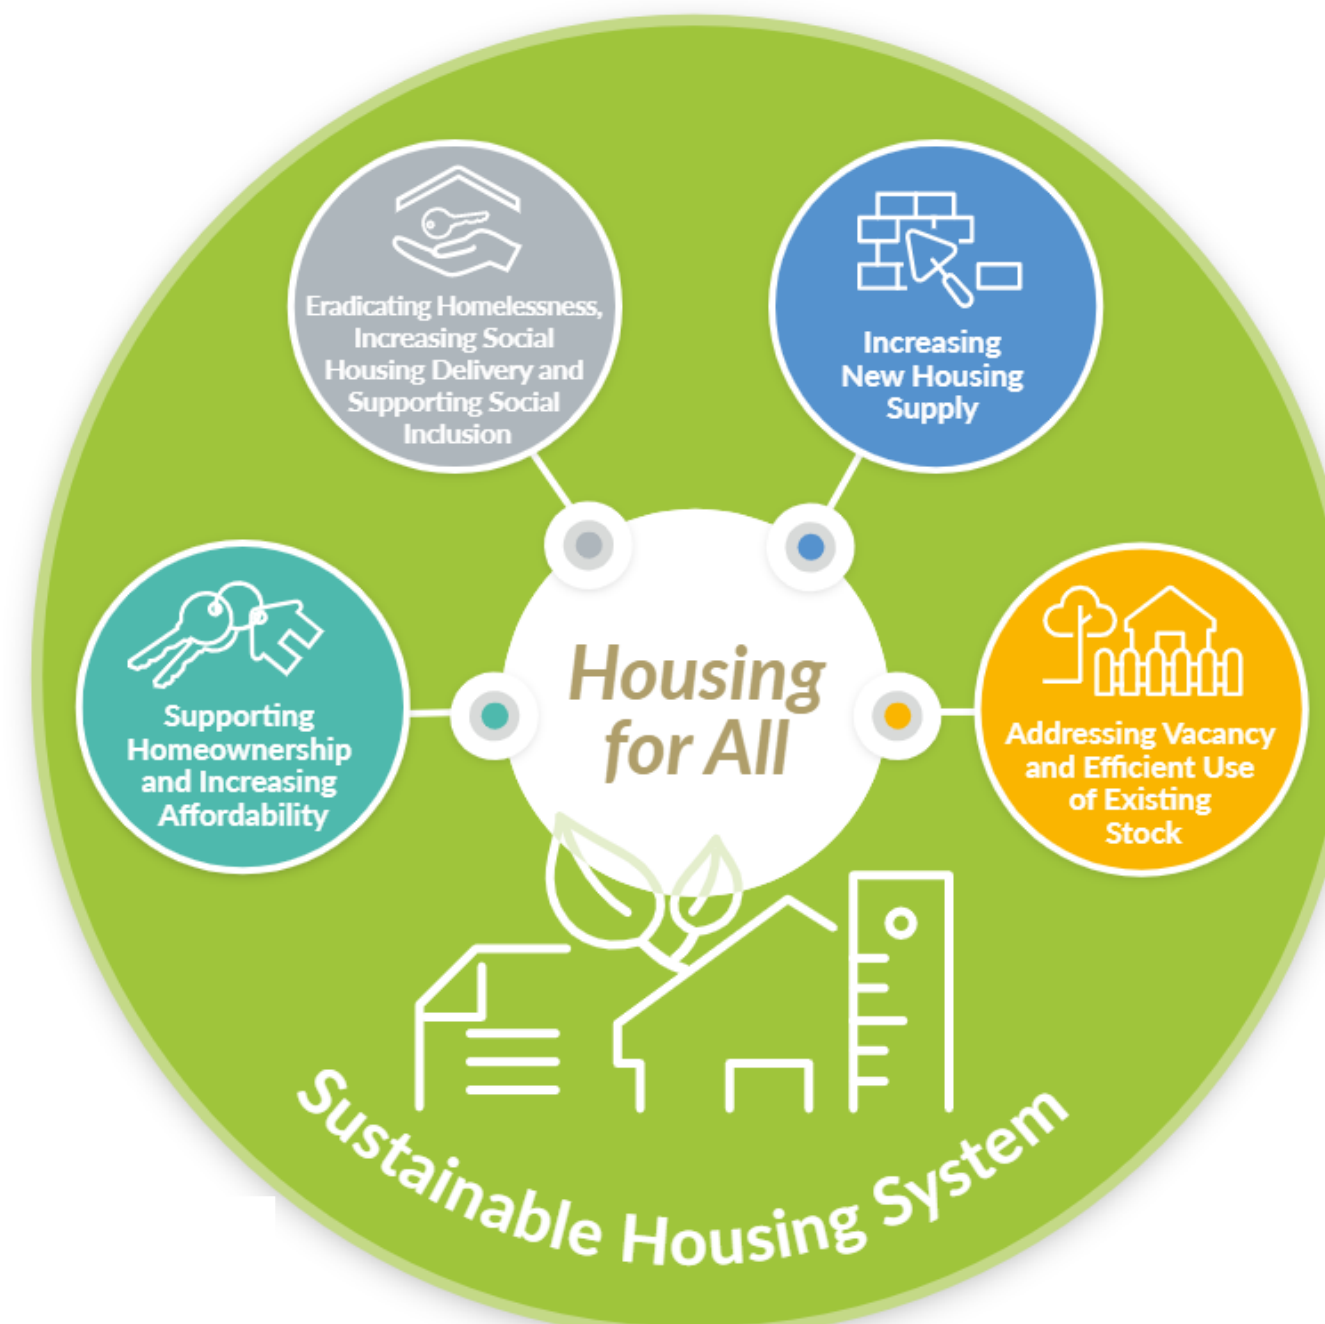 Eradicating Homelessness,
Increasing Social
Housing Delivery and
Supporting Social
Inclusion
Increasing
New Housing
Supply
Supporting
Homeownership
and Increasing
Affordability
Housing
for All
Addressing Vacancy
and Efficient Use
of Existing
Stock
Sustainable Housing System